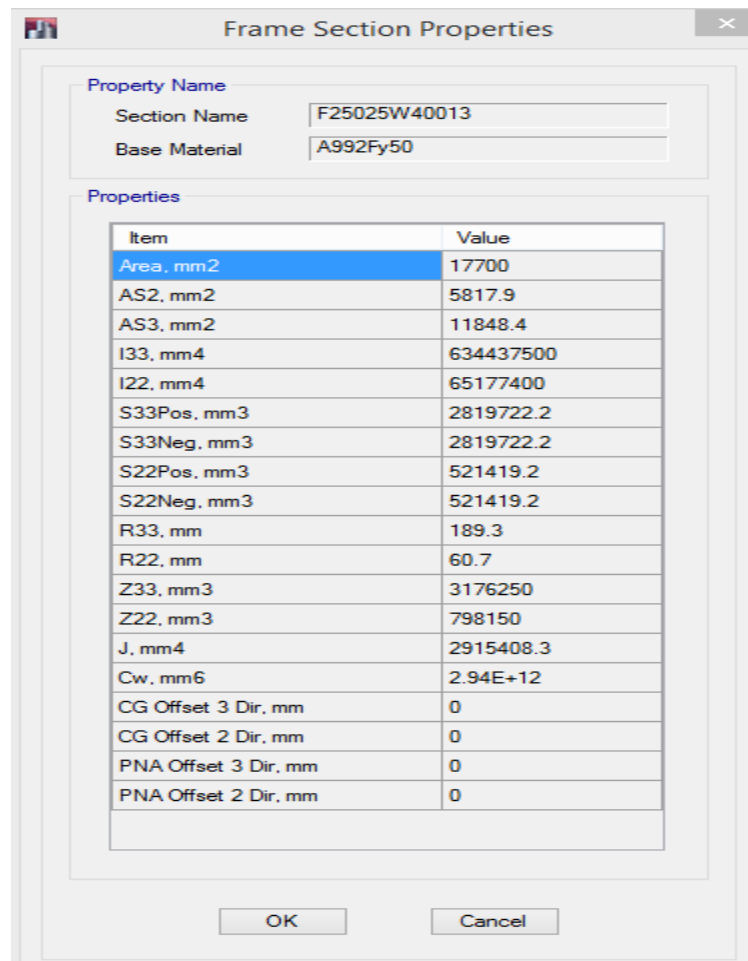 Frame Section Properties
Property Name
Section Name F25025W40013
Base Material A992Fy50
Properties
Item Value
Area, mm2 17700
AS2, mm2 5817.9
AS3, mm2 11848.4
I33, mm4 634437500
I22, mm4 65177400
S33Pos, mm3 2819722.2
S33Neg, mm3 2819722.2
S22Pos, mm3 521419.2
S22Neg, mm3 521419.2
R33, mm 189.3
R22, mm 60.7
Z33, mm3 3176250
Z22, mm3 798150
J, mm4 2915408.3
Cw, mm6 2.94E+12
CG Offset 3 Dir, mm 0
CG Offset 2 Dir, mm 0
PNA Offset 3 Dir, mm 0
PNA Offset 2 Dir, mm 0
OK Cancel